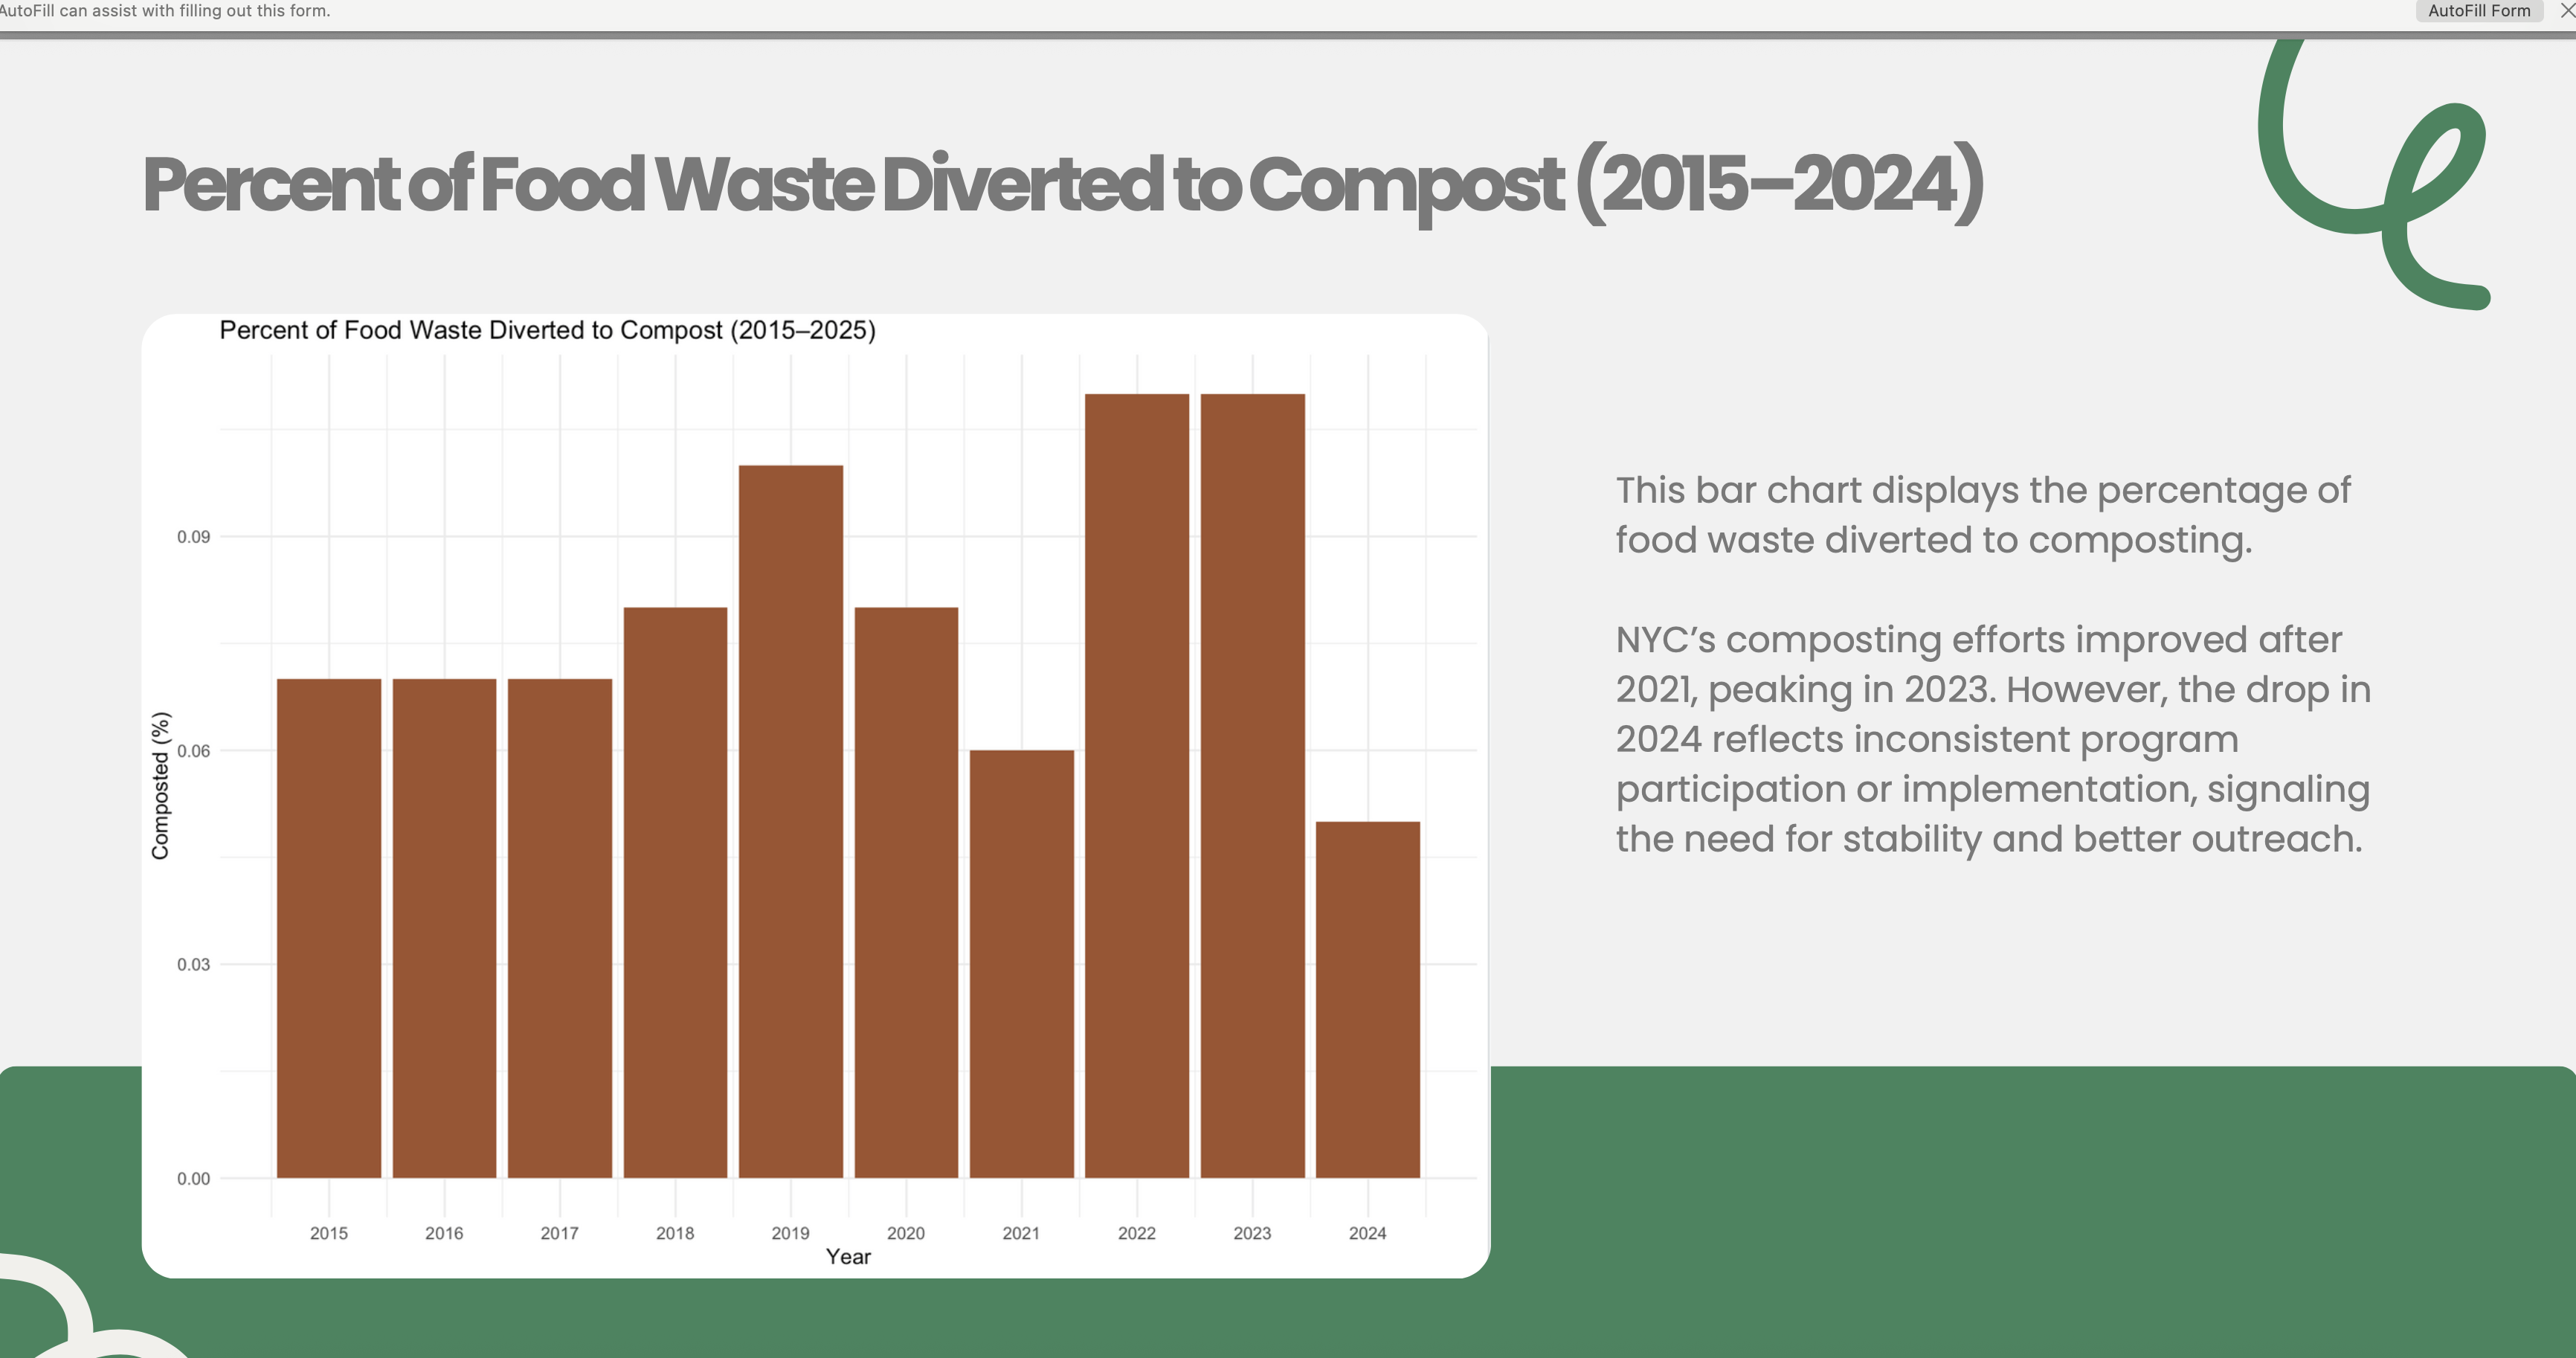 AutoFill can assist with filling out this form.
AutoFill Form
Percent of Food Waste Diverted to Compost (2015–2024)
Percent of Food Waste Diverted to Compost (2015–2025)
0.09
0.06
0.03
0.00
Composted (%)
2015 2016 2017 2018 2019 2020 2021 2022 2023 2024
Year
This bar chart displays the percentage of
food waste diverted to composting.
NYC’s composting efforts improved after
2021, peaking in 2023. However, the drop in
2024 reflects inconsistent program
participation or implementation, signaling
the need for stability and better outreach.